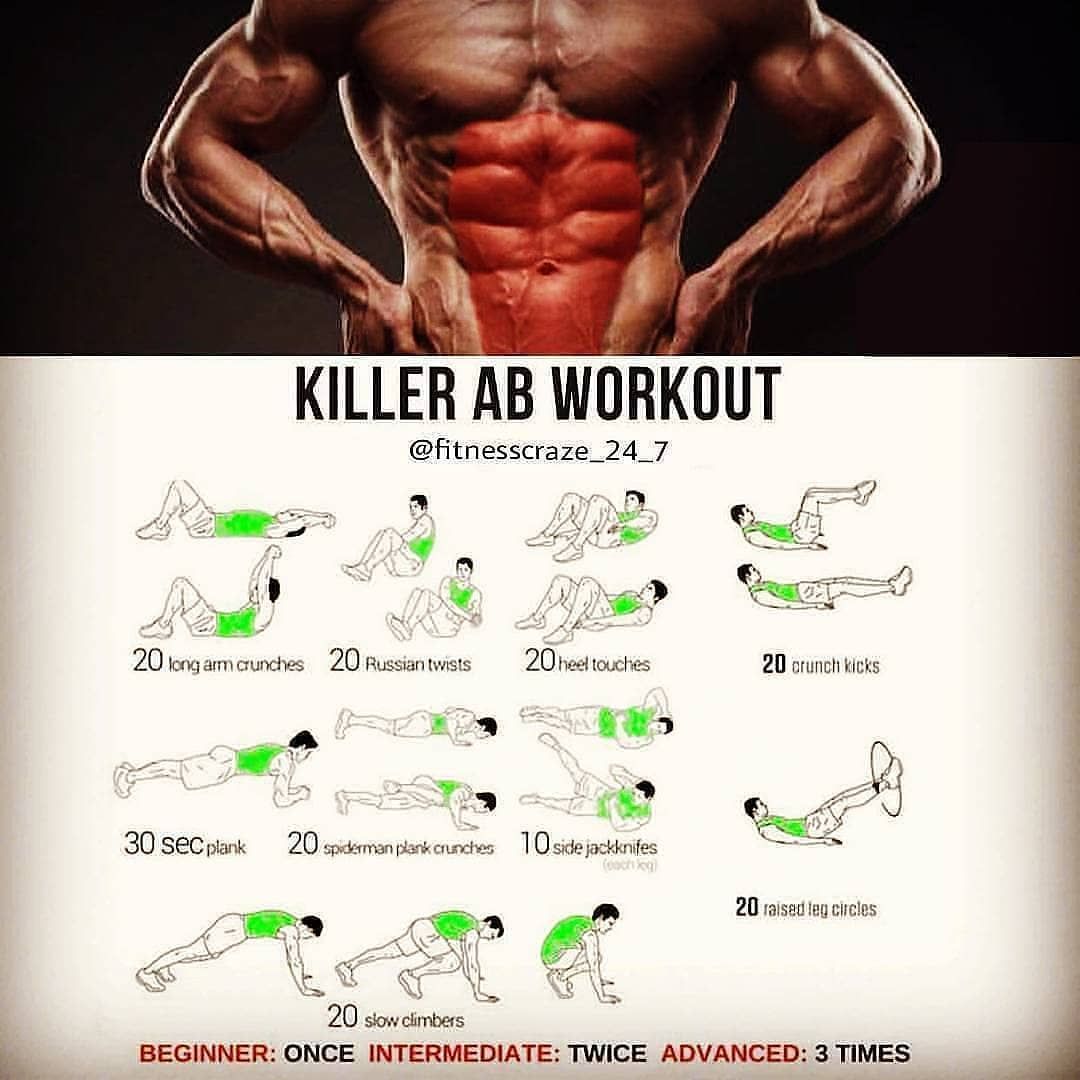 KILLER AB WORKOUT
@fitnesscraze_24_7
20 long arm crunches
20 Russian twists
20 heel touches
20 crunch kicks
30 sec plank
20 spiderman plank crunches
10 side jackknifes
(each leg)
20 raised leg circles
20 slow climbers
BEGINNER: ONCE INTERMEDIATE: TWICE ADVANCED: 3 TIMES